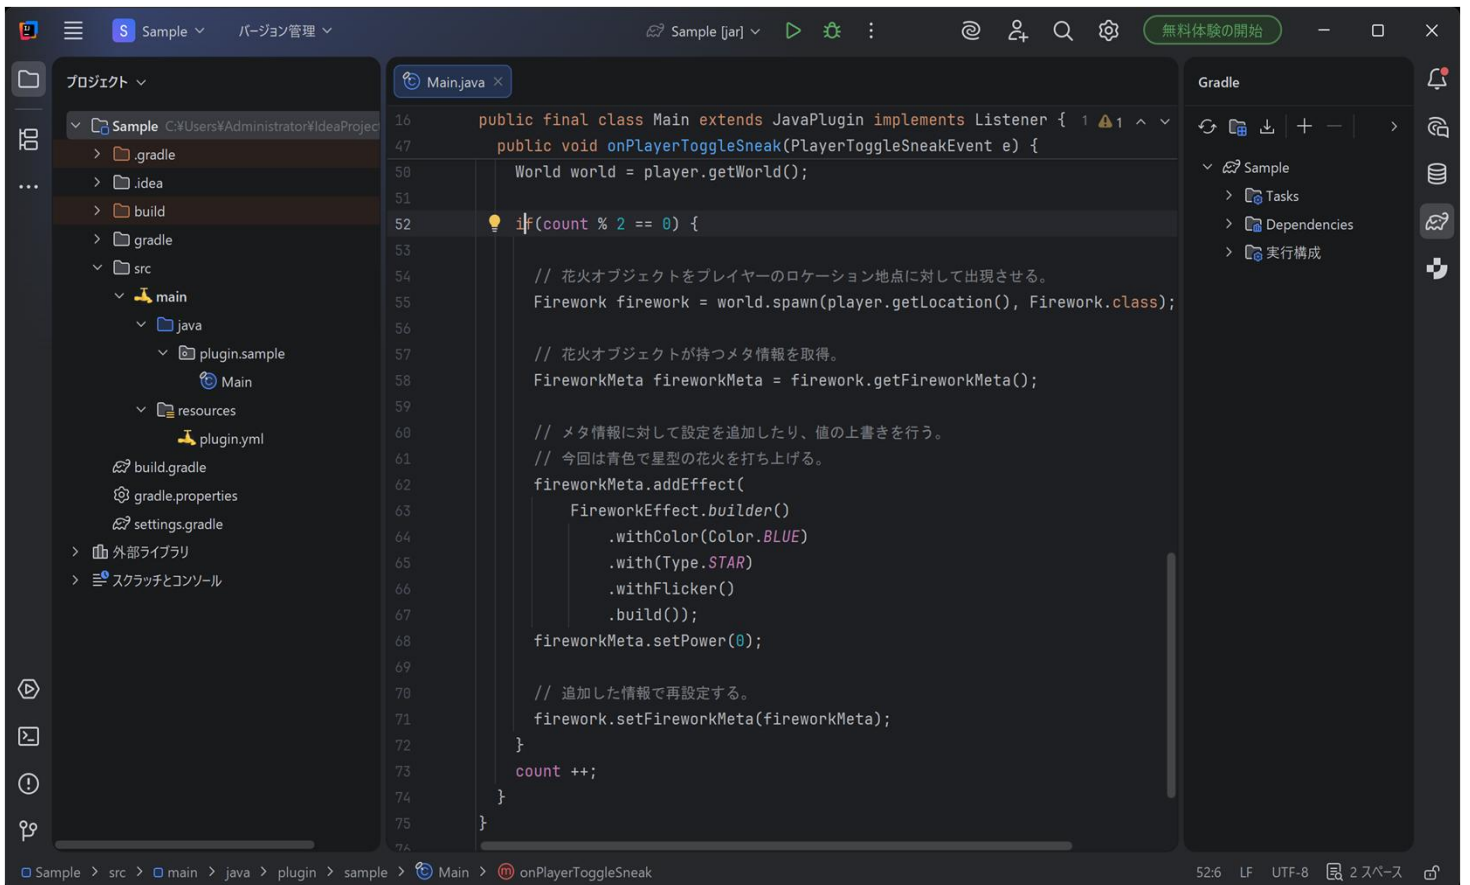 S Sample バージョン管理 Sample [jar] 無料体験の開始
プロジェクト
Sample C:¥Users¥Administrator¥IdeaProject
.gradle
.idea
build
gradle
src
main
java
plugin.sample
Main
resources
plugin.yml
build.gradle
gradle.properties
settings.gradle
外部ライブラリ
スクラッチとコンソール
Main.java
16 public final class Main extends JavaPlugin implements Listener { 1 1
47 public void onPlayerToggleSneak(PlayerToggleSneakEvent e) {
50 World world = player.getWorld();
51
52 if(count % 2 == 0) {
53
54 // 花火オブジェクトをプレイヤーのロケーション地点に対して出現させる。
55 Firework firework = world.spawn(player.getLocation(), Firework.class);
56
57 // 花火オブジェクトが持つメタ情報を取得。
58 FireworkMeta fireworkMeta = firework.getFireworkMeta();
59
60 // メタ情報に対して設定を追加したり、値の上書きを行う。
61 // 今回は青色で星型の花火を打ち上げる。
62 fireworkMeta.addEffect(
63 FireworkEffect.builder()
64 .withColor(Color.BLUE)
65 .with(Type.STAR)
66 .withFlicker()
67 .build());
68 fireworkMeta.setPower(0);
69
70 // 追加した情報で再設定する。
71 firework.setFireworkMeta(fireworkMeta);
72 }
73 count ++;
74 }
75 }
76
Gradle
Sample
Tasks
Dependencies
実行構成
Sample > src > main > java > plugin > sample > Main > onPlayerToggleSneak 52:6 LF UTF-8 2 スペース